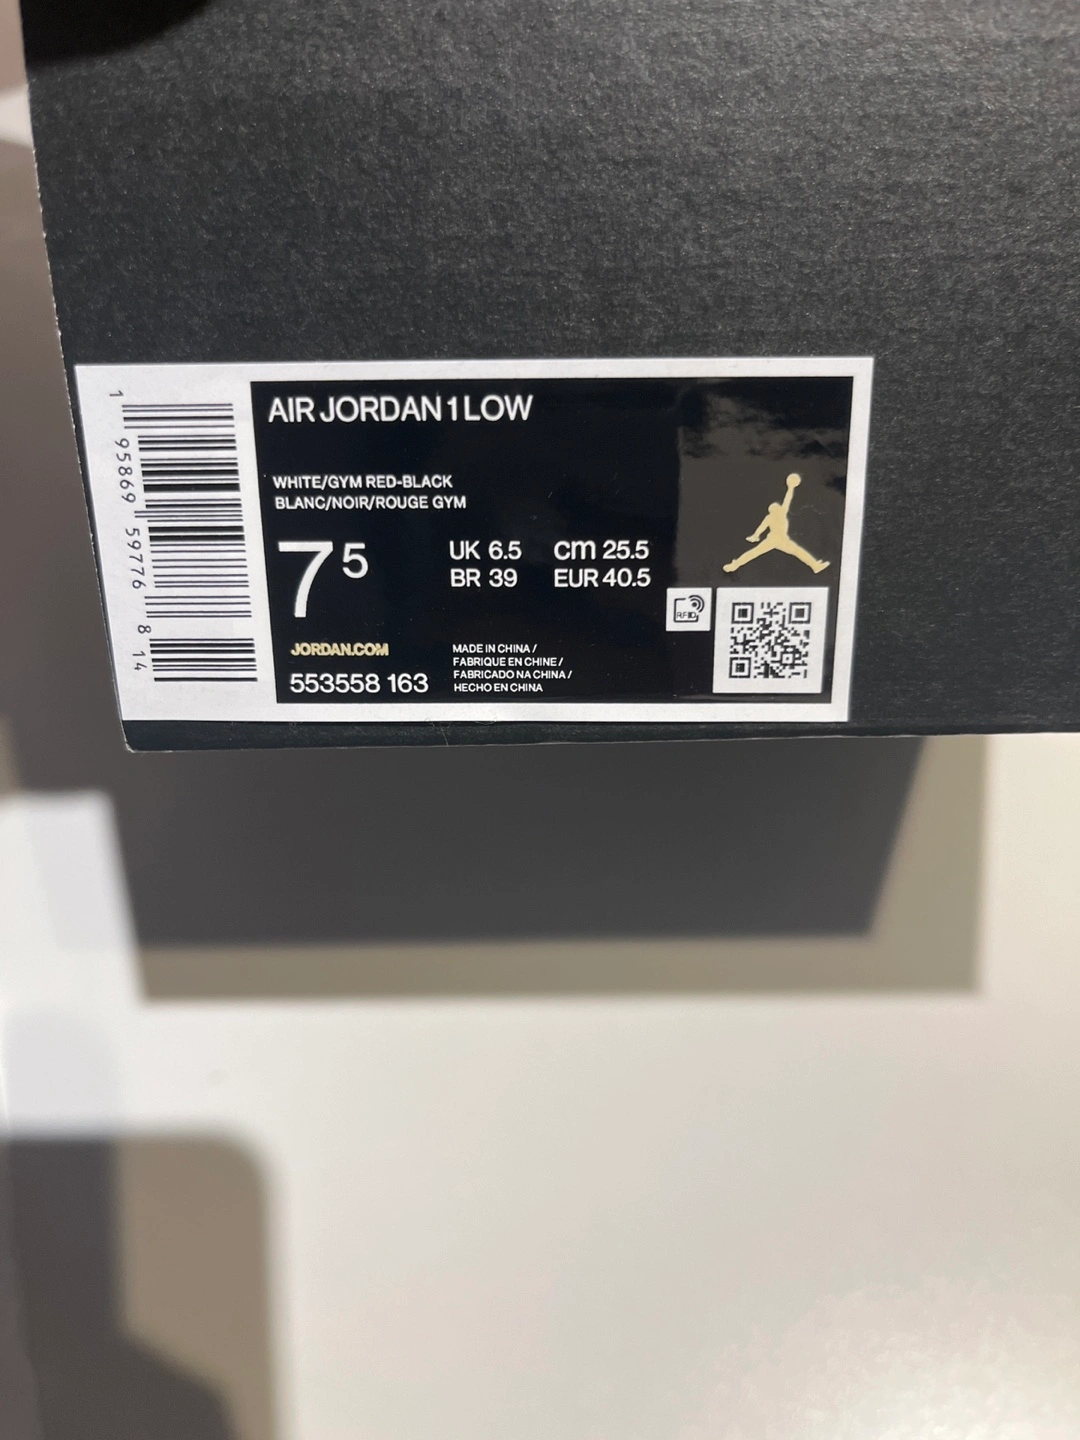 1
95869
59776
8
14
AIR JORDAN 1 LOW
WHITE/GYM RED-BLACK
BLANC/NOIR/ROUGE GYM
7 5
UK 6.5 cm 25.5
BR 39 EUR 40.5
RFID
JORDAN.COM
553558 163
MADE IN CHINA /
FABRIQUE EN CHINE /
FABRICADO NA CHINA /
HECHO EN CHINA